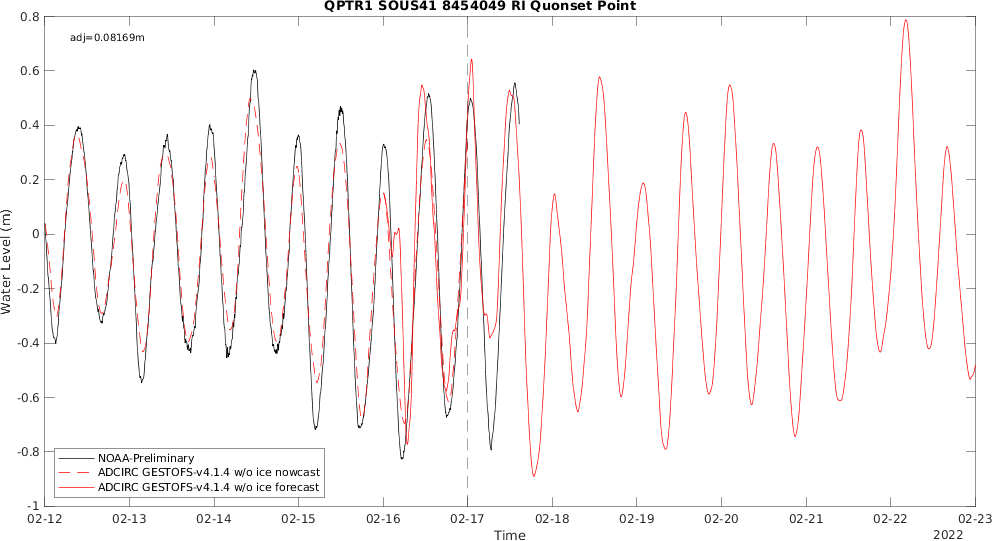 QPTR1 SOUS41 8454049 RI Quonset Point
adj=0.08169m
0.8
0.6
0.4
0.2
0
-0.2
-0.4
-0.6
-0.8
-1
Water Level (m)
NOAA-Preliminary
ADCIRC GESTOFS-v4.1.4 w/o ice nowcast
ADCIRC GESTOFS-v4.1.4 w/o ice forecast
02-12 02-13 02-14 02-15 02-16 02-17 02-18 02-19 02-20 02-21 02-22 02-23
Time
2022